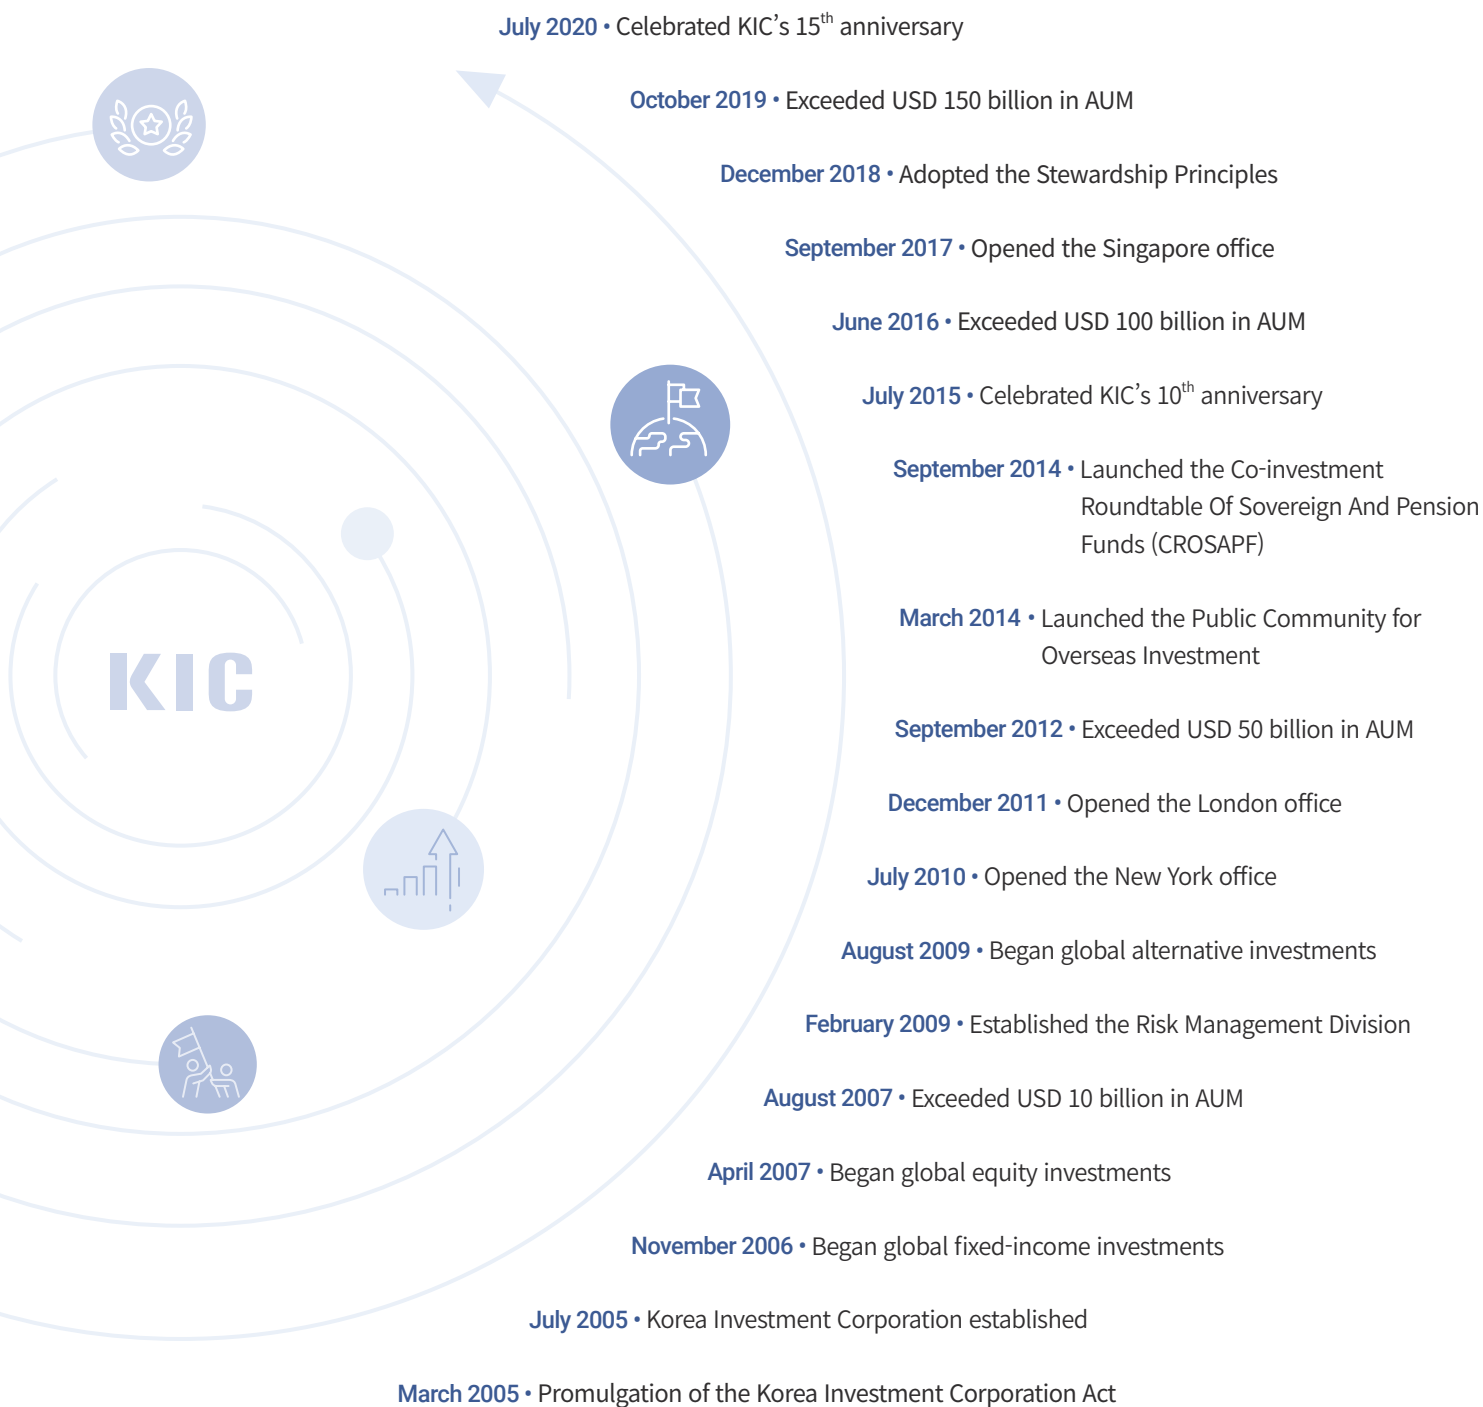 July 2020 • Celebrated KIC’s 15th anniversary
October 2019 • Exceeded USD 150 billion in AUM
December 2018 • Adopted the Stewardship Principles
September 2017 • Opened the Singapore office
June 2016 • Exceeded USD 100 billion in AUM
July 2015 • Celebrated KIC’s 10th anniversary
September 2014 • Launched the Co-investment
Roundtable Of Sovereign And Pension
Funds (CROSAPF)
March 2014 • Launched the Public Community for
Overseas Investment
KIC
September 2012 • Exceeded USD 50 billion in AUM
December 2011 • Opened the London office
July 2010 • Opened the New York office
August 2009 • Began global alternative investments
February 2009 • Established the Risk Management Division
August 2007 • Exceeded USD 10 billion in AUM
April 2007 • Began global equity investments
November 2006 • Began global fixed-income investments
July 2005 • Korea Investment Corporation established
March 2005 • Promulgation of the Korea Investment Corporation Act